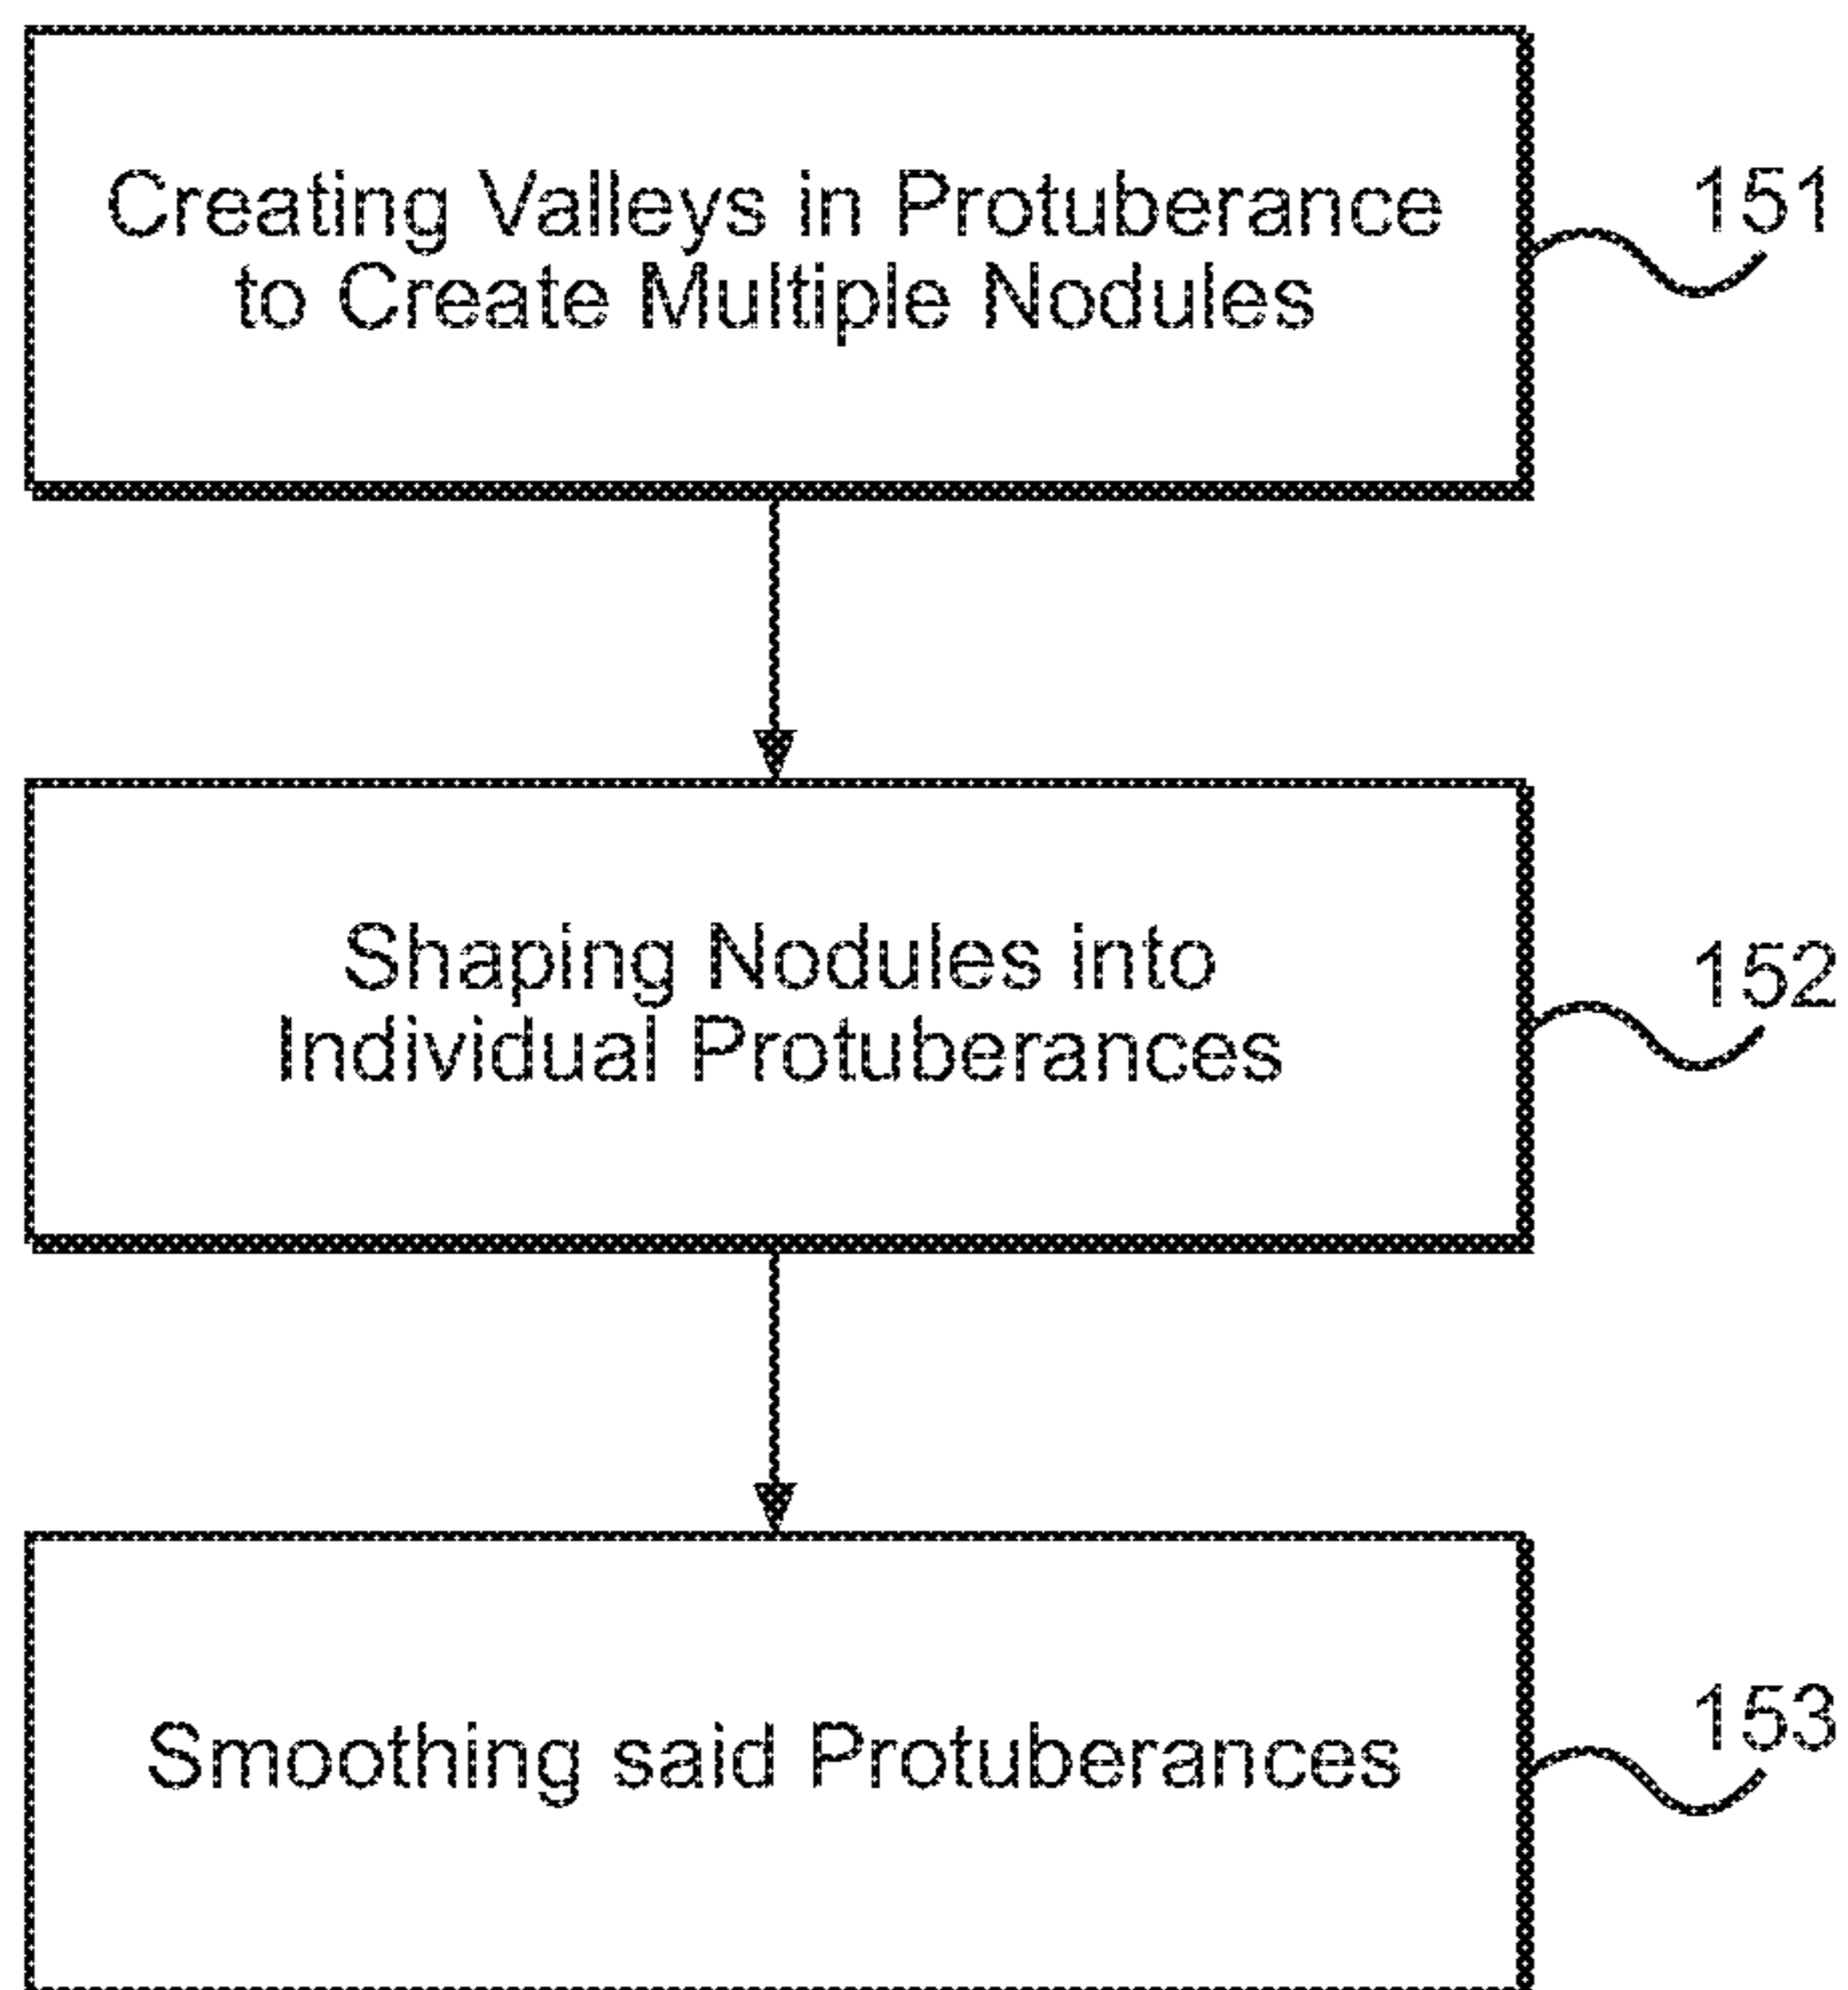 Creating Valleys in Protuberance
to Create Multiple Nodules
151
Shaping Nodules into
Individual Protuberances
152
Smoothing said Protuberances
153